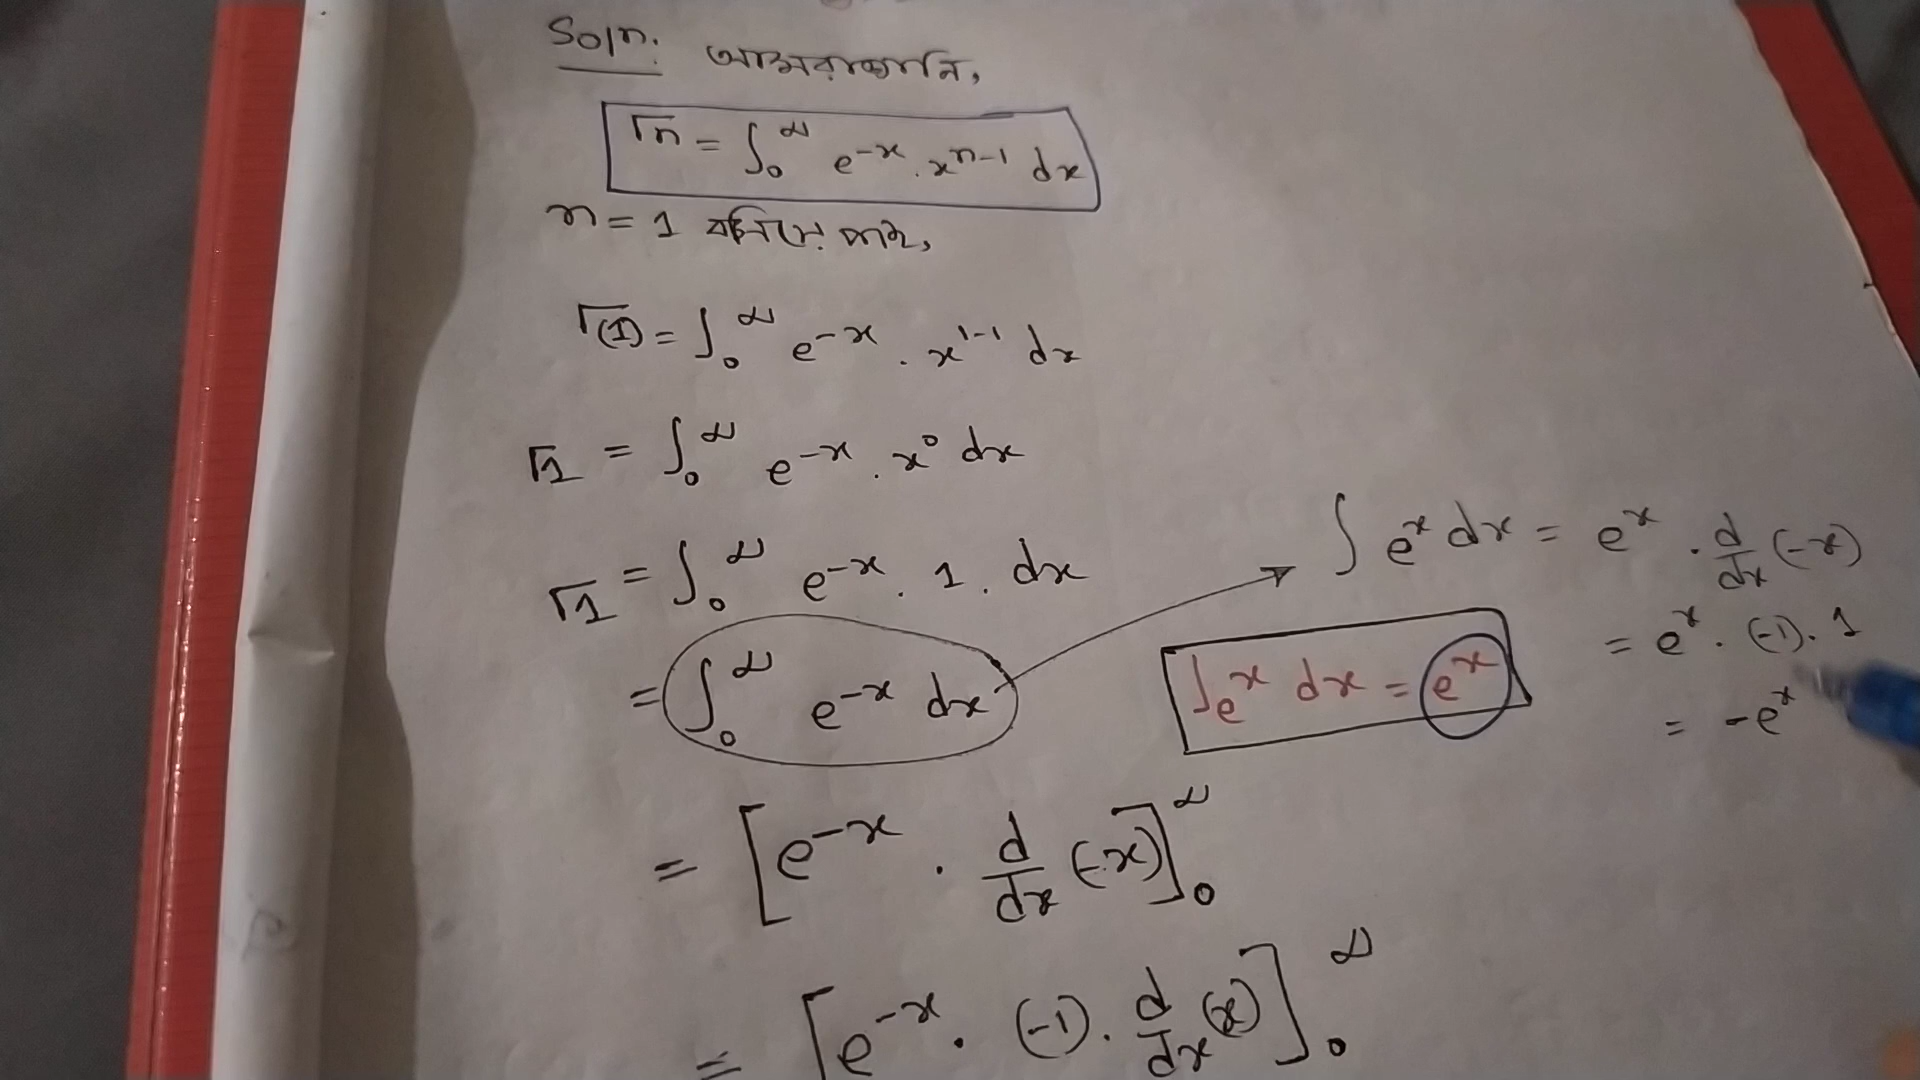 Soln: আমরা জানি,
Γn = ∫₀^∞ e^-x . x^n-1 dx
n = 1 বসিয়ে পাই,
Γ(1) = ∫₀^∞ e^-x . x^1-1 dx
Γ1 = ∫₀^∞ e^-x . x^0 dx
Γ1 = ∫₀^∞ e^-x . 1 . dx
= ∫₀^∞ e^-x dx
∫ e^x dx = e^x . d/dx (-x)
= e^x . (-1) . 1
= -e^x
∫e^x dx = e^x
= [e^-x . d/dx (-x)]₀^∞
= [e^-x . (-1) . d/dx (x)]₀^∞